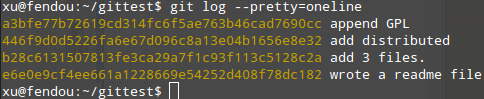 xu@fendou:~/gittest$ git log --pretty=oneline
a3bfe77b72619cd314fc6f5ae763b46cad7690cc append GPL
446f9d0d5226fa6e67d096c8a13e04b1656e8e32 add distributed
b28c6131507813fe3ca29a7f1c93f113c5128c2a add 3 files.
e6e0e9cf4ee661a1228669e54252d408f78dc182 wrote a readme file
xu@fendou:~/gittest$